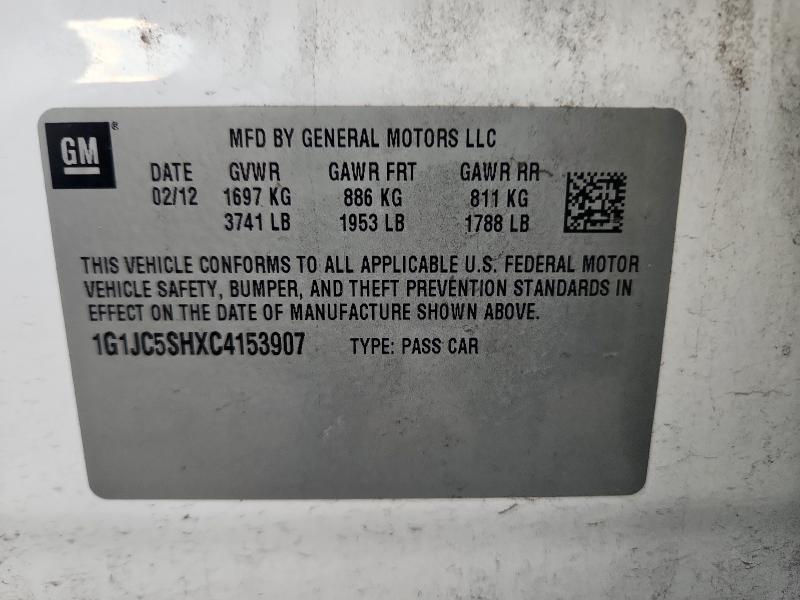 GM®
MFD BY GENERAL MOTORS LLC
DATE GVWR GAWR FRT GAWR RR
02/12 1697 KG 886 KG 811 KG
3741 LB 1953 LB 1788 LB
THIS VEHICLE CONFORMS TO ALL APPLICABLE U.S. FEDERAL MOTOR
VEHICLE SAFETY, BUMPER, AND THEFT PREVENTION STANDARDS IN
EFFECT ON THE DATE OF MANUFACTURE SHOWN ABOVE.
1G1JC5SHXC4153907 TYPE: PASS CAR